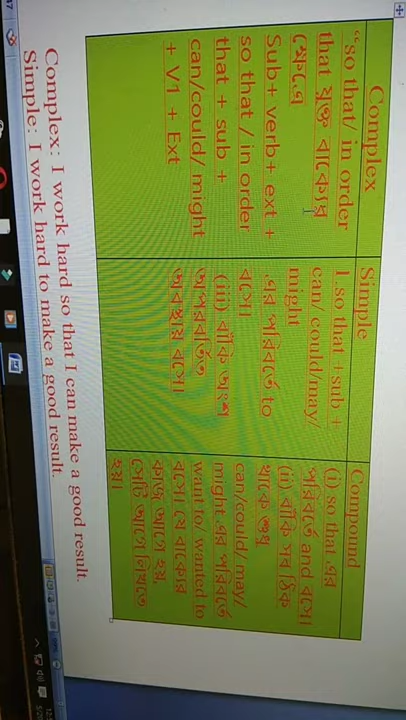 Complex
"so that/ in order
that যুক্ত বাক্যের
ক্ষেত্রে
Sub+ verb+ ext +
so that / in order
that + sub +
can/could/ might
+ V1 + Ext
Simple
I so that +sub +
can/ could/may/
might
এর পরিবর্তে to
বসে।
(iii) বাকি অংশ
অপরিবর্তিত
অবস্থায় বসে।
Compound
(i) so that এর
পরিবর্তে and বসে।
(ii) বাকি সব ঠিক
থাকে শুধু
can/could/ may/
might এর পরিবর্তে
want to/ wanted to
বসে। যে বাক্যের
কাজ আগে হয়,
সেটি আগে লিখতে
হয়।
Complex: I work hard so that I can make a good result.
Simple: I work hard to make a good result.